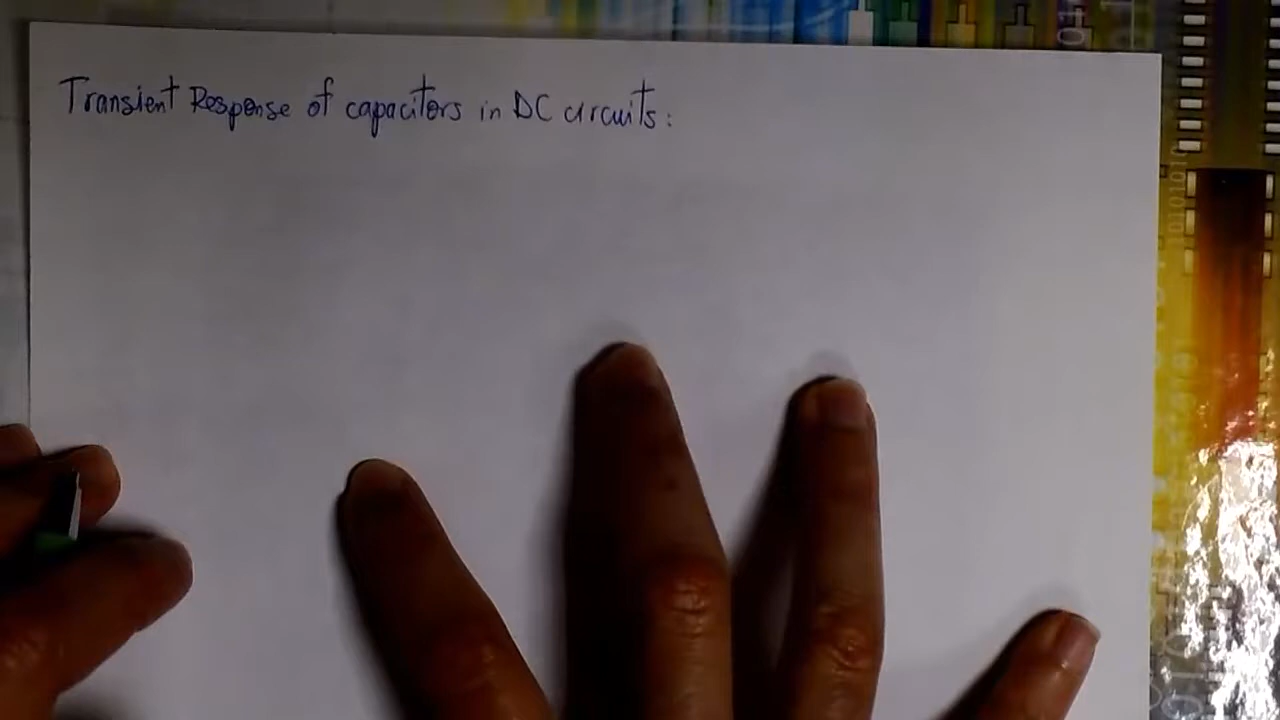 Transient Response of capacitors in DC circuits: